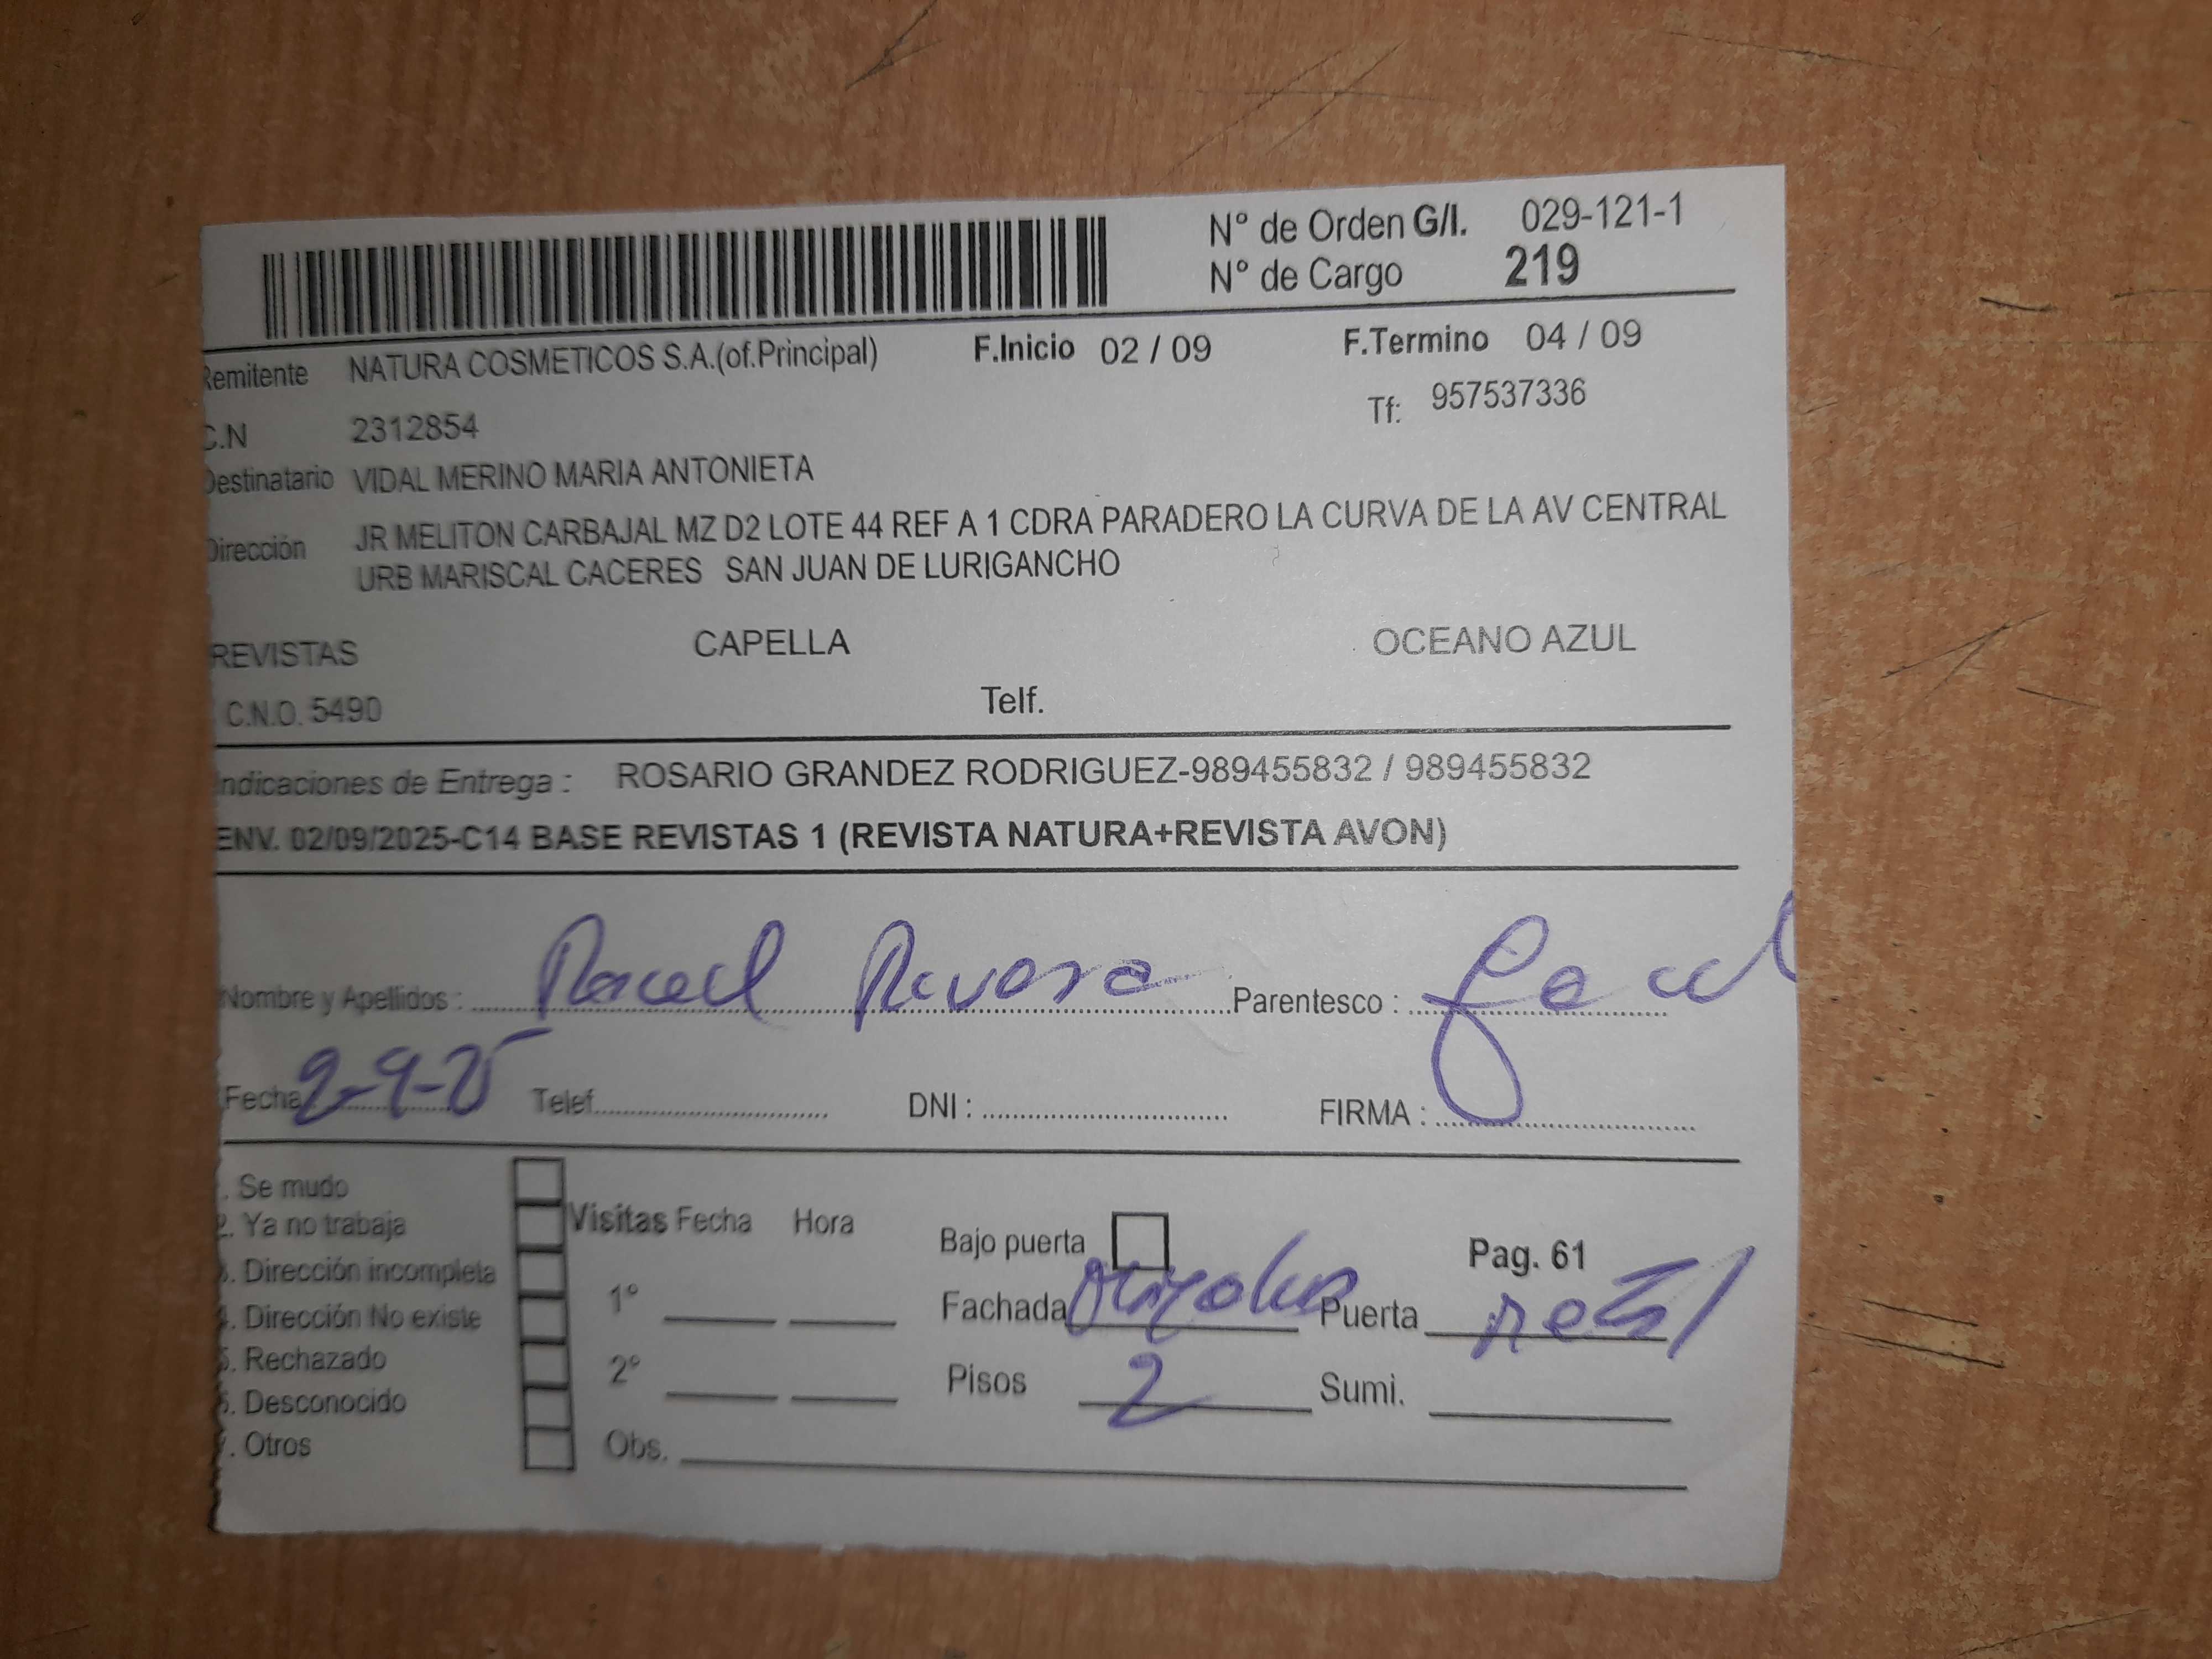 N° de Orden G/I. 029-121-1
N° de Cargo 219
Remitente NATURA COSMETICOS S.A.(of.Principal) F.Inicio 02 / 09 F.Termino 04 / 09
C.N 2312854 Tf: 957537336
Destinatario VIDAL MERINO MARIA ANTONIETA
Dirección JR MELITON CARBAJAL MZ D2 LOTE 44 REF A 1 CDRA PARADERO LA CURVA DE LA AV CENTRAL
URB MARISCAL CACERES SAN JUAN DE LURIGANCHO
REVISTAS CAPELLA OCEANO AZUL
C.N.O. 5490 Telf.
Indicaciones de Entrega : ROSARIO GRANDEZ RODRIGUEZ-989455832 / 989455832
ENV. 02/09/2025-C14 BASE REVISTAS 1 (REVISTA NATURA+REVISTA AVON)
Nombre y Apellidos : Rivera Parentesco :
Fecha 2-9-25 Telef. DNI : FIRMA :
. Se mudo
2. Ya no trabaja Visitas Fecha Hora Bajo puerta Pag. 61
3. Dirección incompleta
4. Dirección No existe 1° Fachada Puerta
5. Rechazado 2° Pisos 2 Sumi.
6. Desconocido
. Otros Obs.